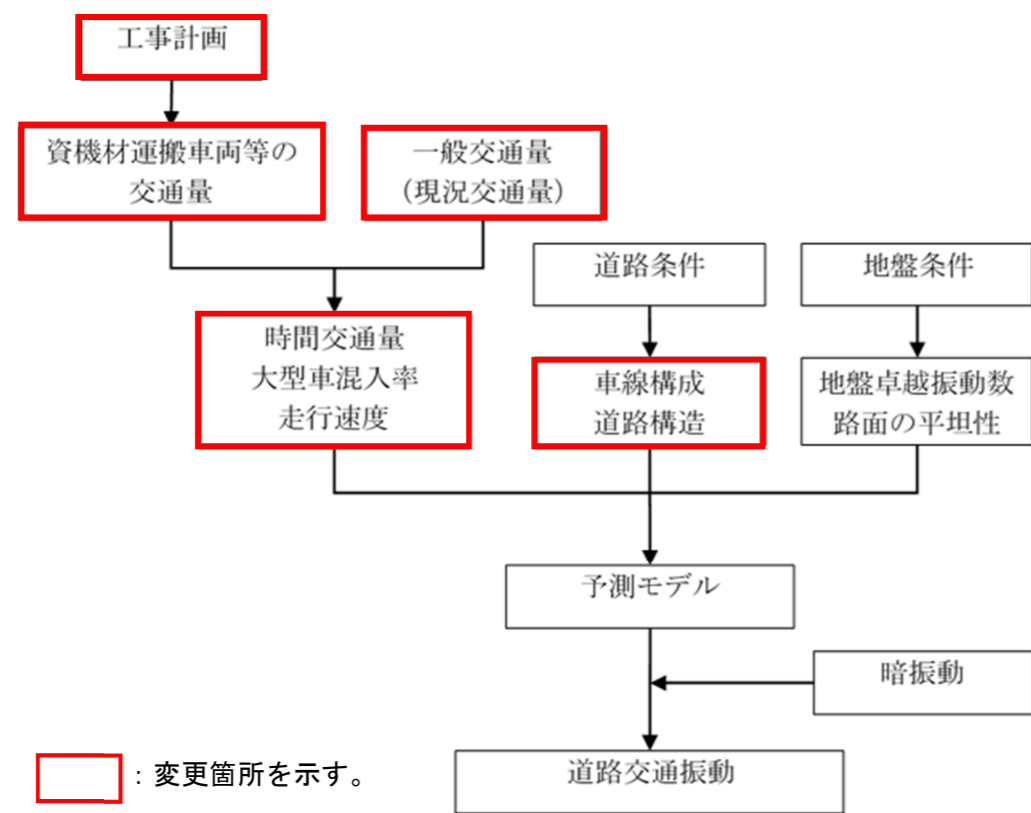 工事計画
資機材運搬車両等の
交通量
一般交通量
（現況交通量）
道路条件
地盤条件
時間交通量
大型車混入率
走行速度
車線構成
道路構造
地盤卓越振動数
路面の平坦性
予測モデル
暗振動
道路交通振動
：変更箇所を示す。